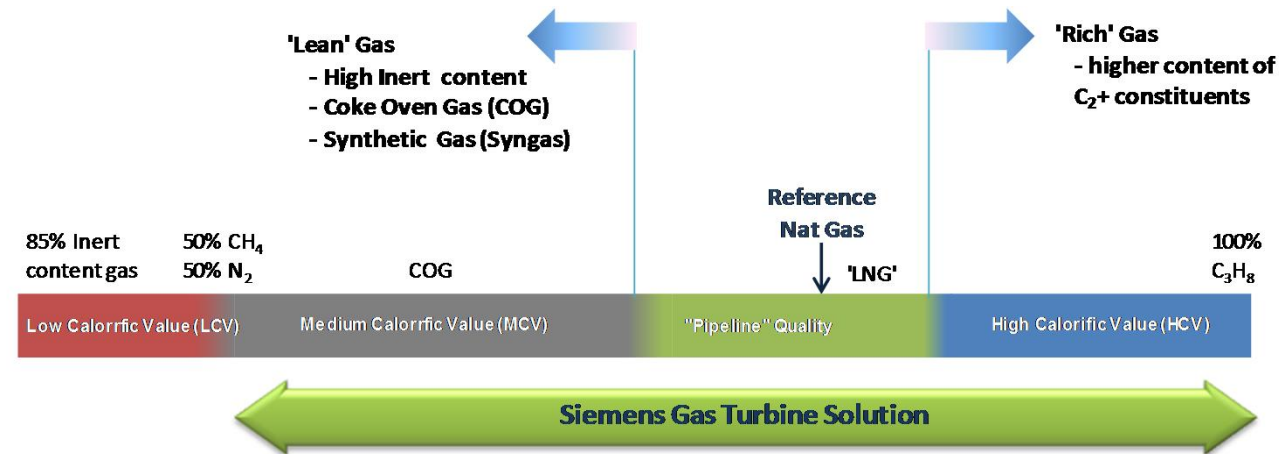 'Lean' Gas
- High Inert content
- Coke Oven Gas (COG)
- Synthetic Gas (Syngas)
'Rich' Gas
- higher content of
C₂+ constituents
Reference
Nat Gas
85% Inert
content gas
50% CH₄
50% N₂
COG
'LNG'
100%
C₃H₈
Low Calorrfic Value (LCV)
Medium Calorrfic Value (MCV)
"Pipeline" Quality
High Calorific Value (HCV)
Siemens Gas Turbine Solution